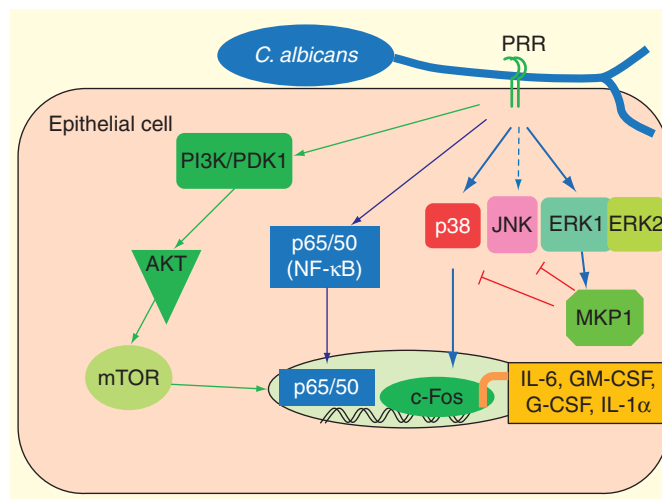 C. albicans
PRR
Epithelial cell
PI3K/PDK1
p38
JNK
ERK1
ERK2
p65/50
(NF-κB)
AKT
MKP1
mTOR
p65/50
c-Fos
IL-6, GM-CSF,
G-CSF, IL-1α